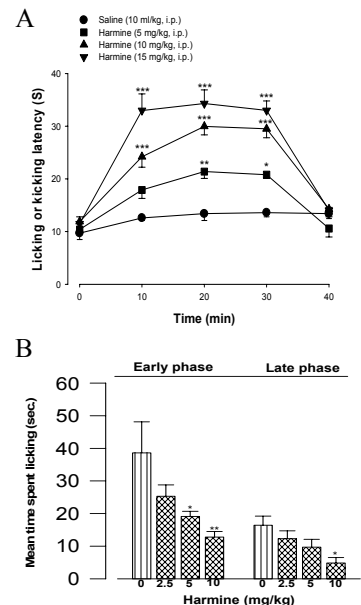 A
Saline (10 ml/kg, i.p.)
Harmine (5 mg/kg, i.p.)
Harmine (10 mg/kg, i.p.)
Harmine (15 mg/kg, i.p.)
Licking or kicking latency (S)
40
30
20
10
0
*** *** ***
*** *** ***
** *
0 10 20 30 40
Time (min)
B
Early phase Late phase
Mean time spent licking (sec.)
60
50
40
30
20
10
0
* ** *
0 2.5 5 10 0 2.5 5 10
Harmine (mg/kg)